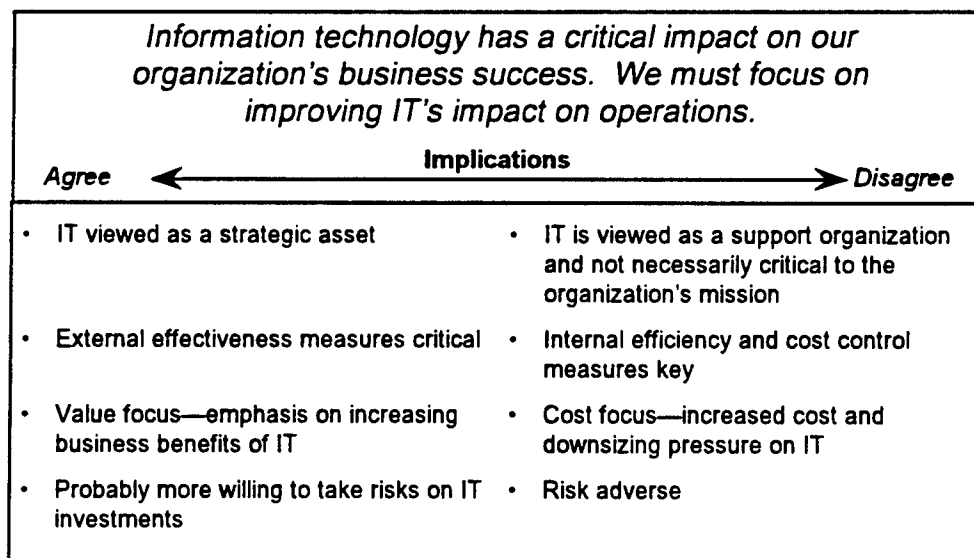 Information technology has a critical impact on our
organization's business success. We must focus on
improving IT's impact on operations.
Implications
Agree
Disagree
• IT viewed as a strategic asset
• IT is viewed as a support organization
and not necessarily critical to the
organization's mission
• External effectiveness measures critical
• Internal efficiency and cost control
measures key
• Value focus—emphasis on increasing
business benefits of IT
• Cost focus—increased cost and
downsizing pressure on IT
• Probably more willing to take risks on IT
investments
• Risk adverse